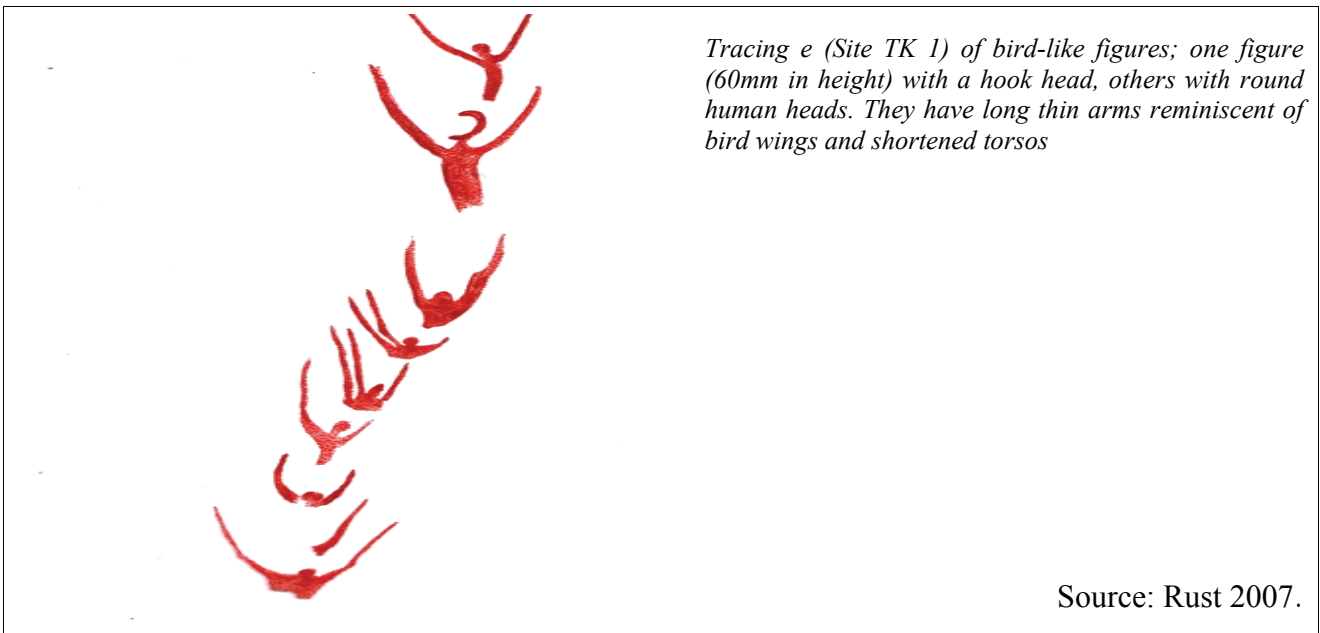 Tracing e (Site TK 1) of bird-like figures; one figure
(60mm in height) with a hook head, others with round
human heads. They have long thin arms reminiscent of
bird wings and shortened torsos
Source: Rust 2007.